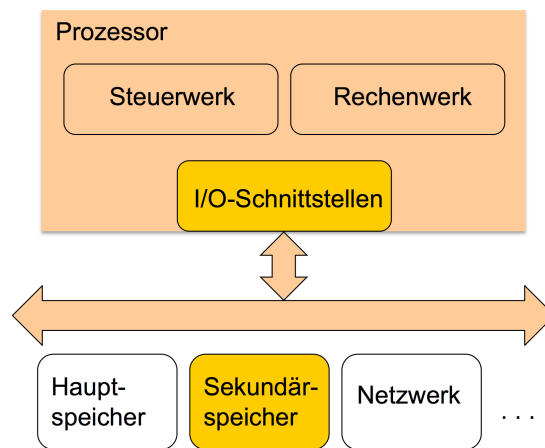 Prozessor
Steuerwerk
Rechenwerk
I/O-Schnittstellen
Haupt-
speicher
Sekundär-
speicher
Netzwerk
. . .